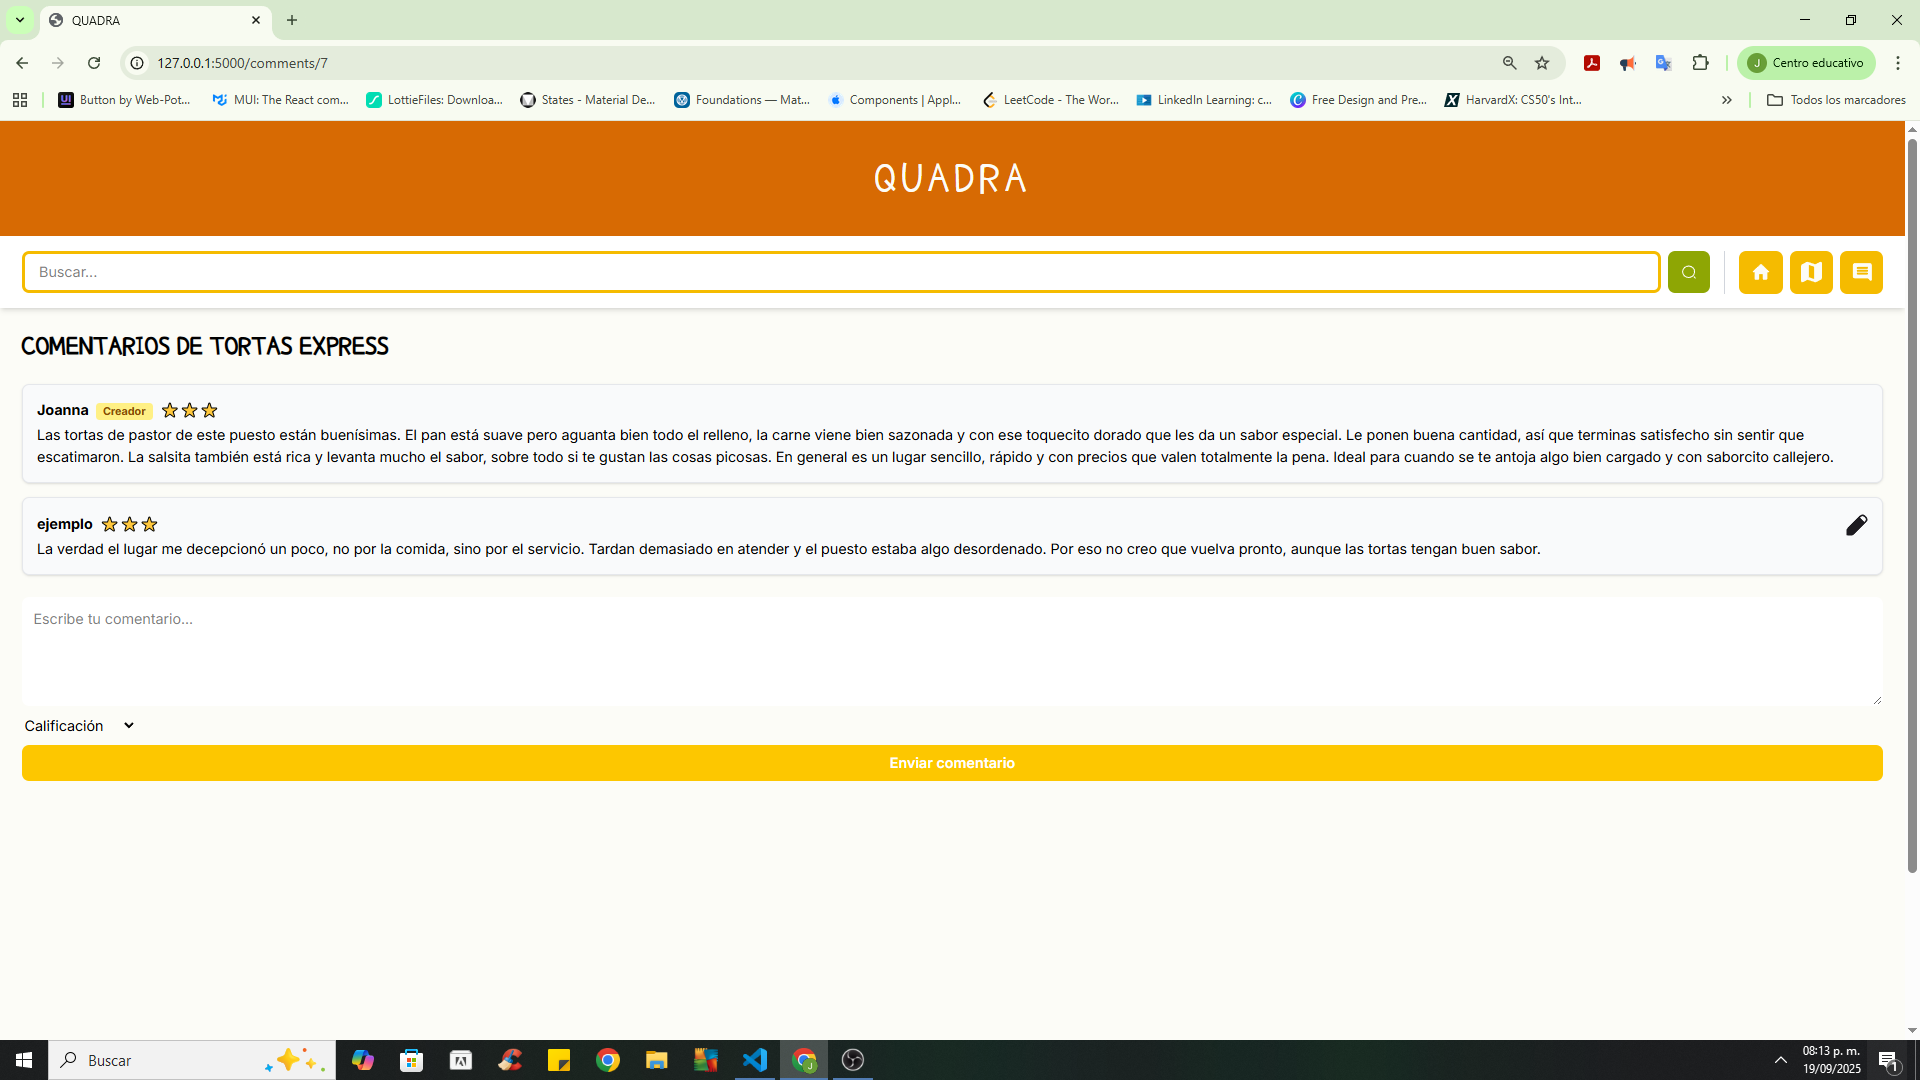 QUADRA
127.0.0.1:5000/comments/7
Centro educativo
Button by Web-Pot...
MUI: The React com...
LottieFiles: Downloa...
States - Material De...
Foundations — Mat...
Components | Appl...
LeetCode - The Wor...
LinkedIn Learning: c...
Free Design and Pre...
HarvardX: CS50's Int...
Todos los marcadores
QUADRA
Buscar...
COMENTARIOS DE TORTAS EXPRESS
Joanna Creador
Las tortas de pastor de este puesto están buenísimas. El pan está suave pero aguanta bien todo el relleno, la carne viene bien sazonada y con ese toquecito dorado que les da un sabor especial. Le ponen buena cantidad, así que terminas satisfecho sin sentir que
escatimaron. La salsita también está rica y levanta mucho el sabor, sobre todo si te gustan las cosas picosas. En general es un lugar sencillo, rápido y con precios que valen totalmente la pena. Ideal para cuando se te antoja algo bien cargado y con saborcito callejero.
ejemplo
La verdad el lugar me decepcionó un poco, no por la comida, sino por el servicio. Tardan demasiado en atender y el puesto estaba algo desordenado. Por eso no creo que vuelva pronto, aunque las tortas tengan buen sabor.
Escribe tu comentario...
Calificación
Enviar comentario
Buscar
08:13 p. m.
19/09/2025
1